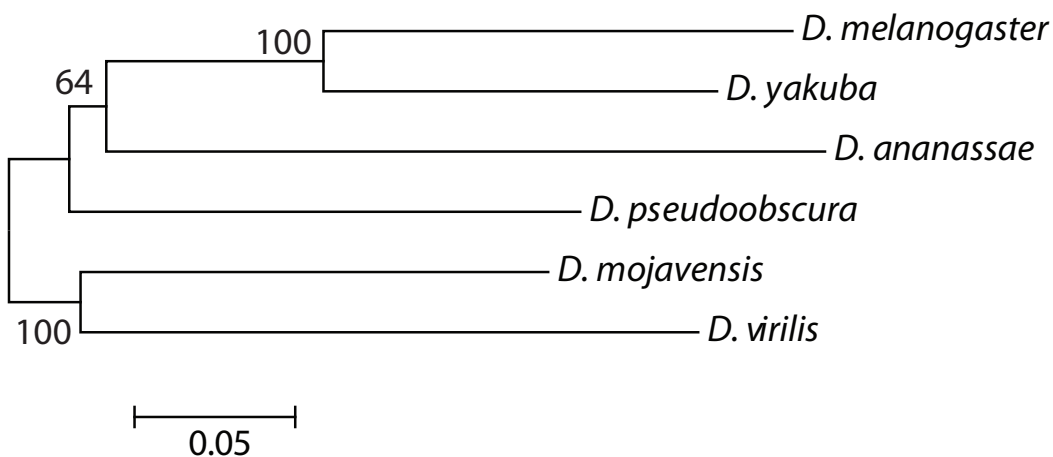 100
D. melanogaster
64
D. yakuba
D. ananassae
D. pseudoobscura
D. mojavensis
100
D. virilis
0.05